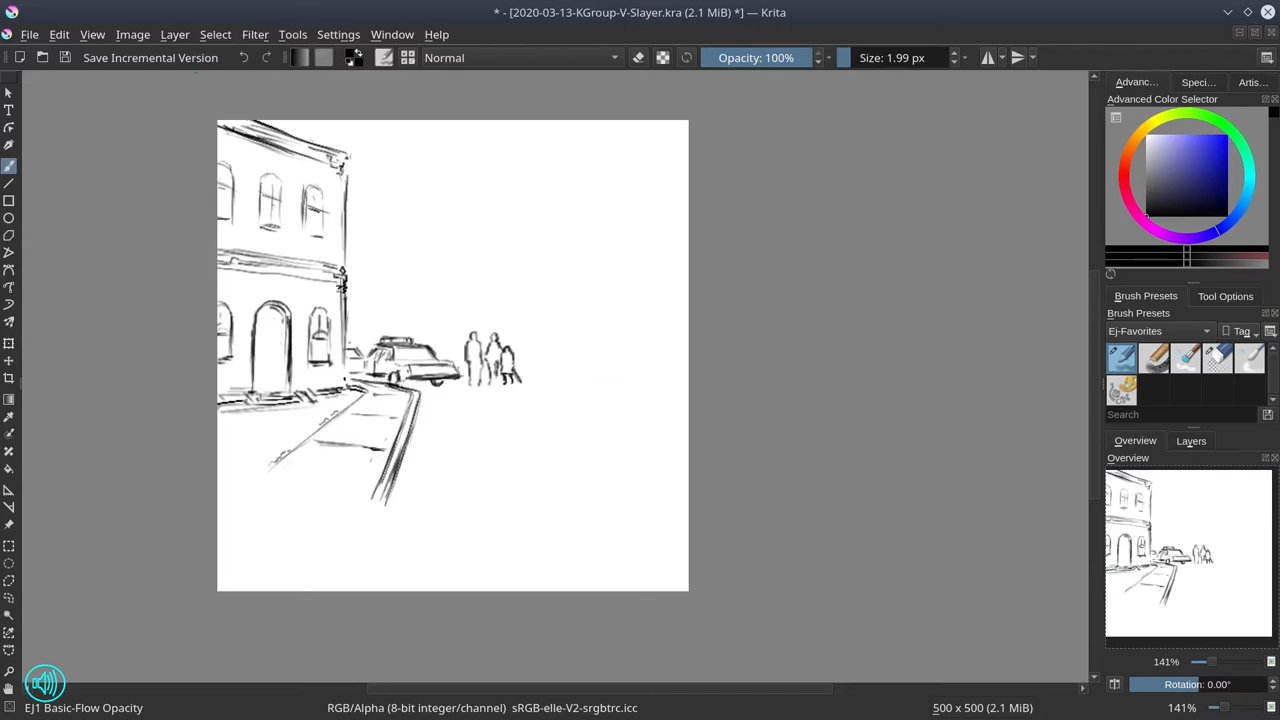 * - [2020-03-13-KGroup-V-Slayer.kra (2.1 MiB) *] — Krita
File Edit View Image Layer Select Filter Tools Settings Window Help
Save Incremental Version Normal Opacity: 100% Size: 1.99 px
Advanc... Speci... Artis...
Advanced Color Selector
Brush Presets Tool Options
Brush Presets
Ej-Favorites Tag
Search
Overview Layers
Overview
141%
Rotation: 0.00°
EJ1 Basic-Flow Opacity RGB/Alpha (8-bit integer/channel) sRGB-elle-V2-srgbtrc.icc 500 x 500 (2.1 MiB) 141%